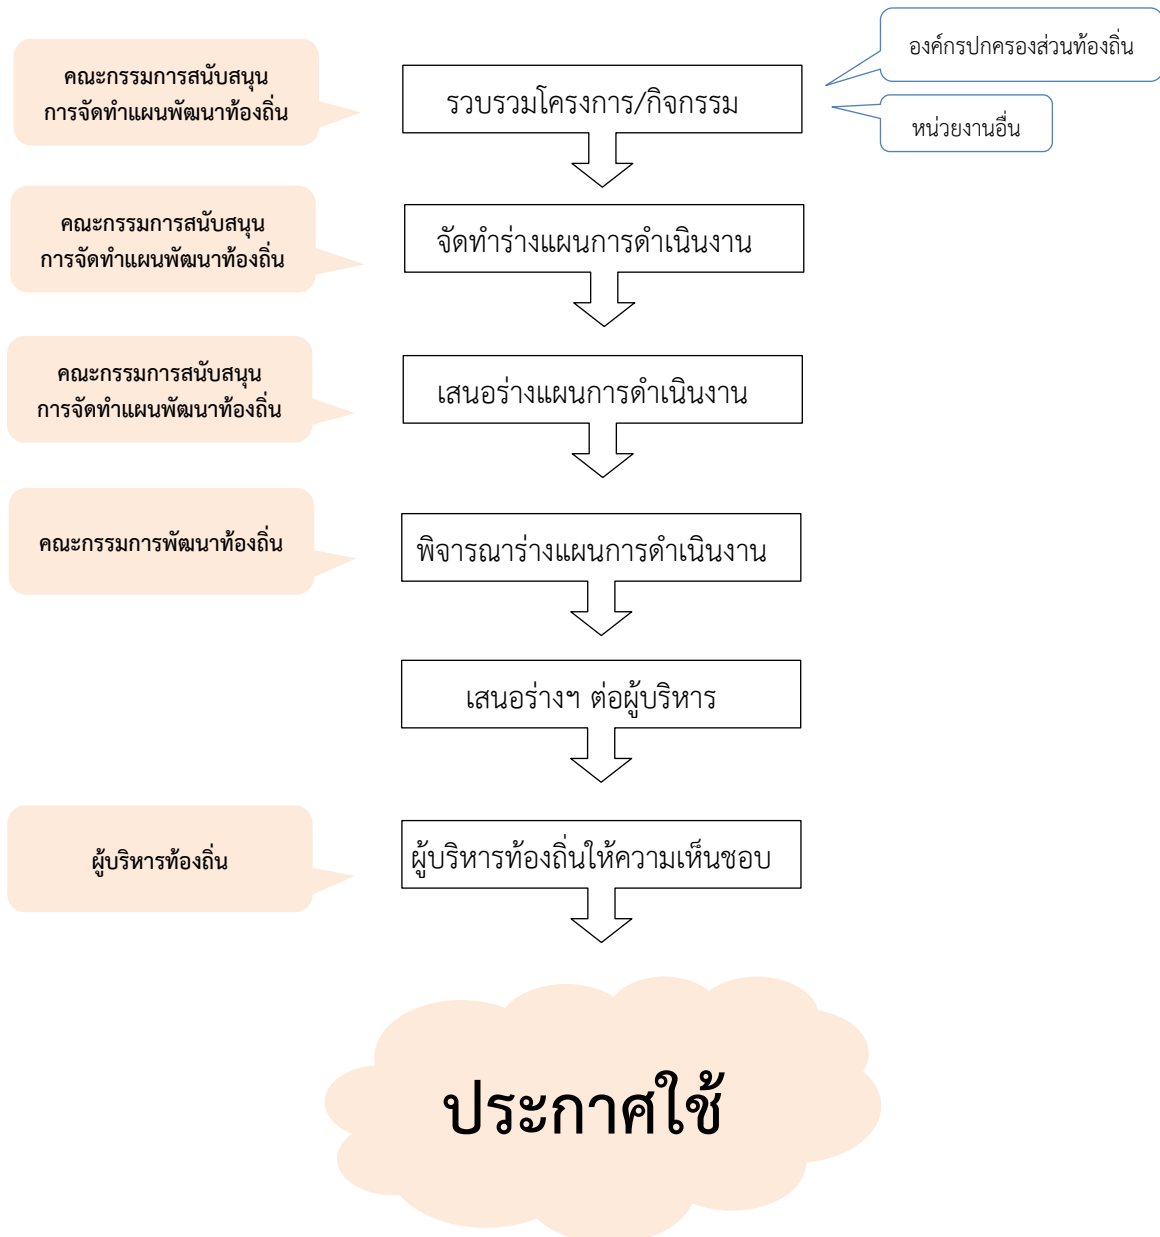 องค์กรปกครองส่วนท้องถิ่น
คณะกรรมการสนับสนุน
การจัดทำแผนพัฒนาท้องถิ่น
รวบรวมโครงการ/กิจกรรม
หน่วยงานอื่น
คณะกรรมการสนับสนุน
การจัดทำแผนพัฒนาท้องถิ่น
จัดทำร่างแผนการดำเนินงาน
คณะกรรมการสนับสนุน
การจัดทำแผนพัฒนาท้องถิ่น
เสนอร่างแผนการดำเนินงาน
คณะกรรมการพัฒนาท้องถิ่น
พิจารณาร่างแผนการดำเนินงาน
เสนอร่างฯ ต่อผู้บริหาร
ผู้บริหารท้องถิ่น
ผู้บริหารท้องถิ่นให้ความเห็นชอบ
ประกาศใช้